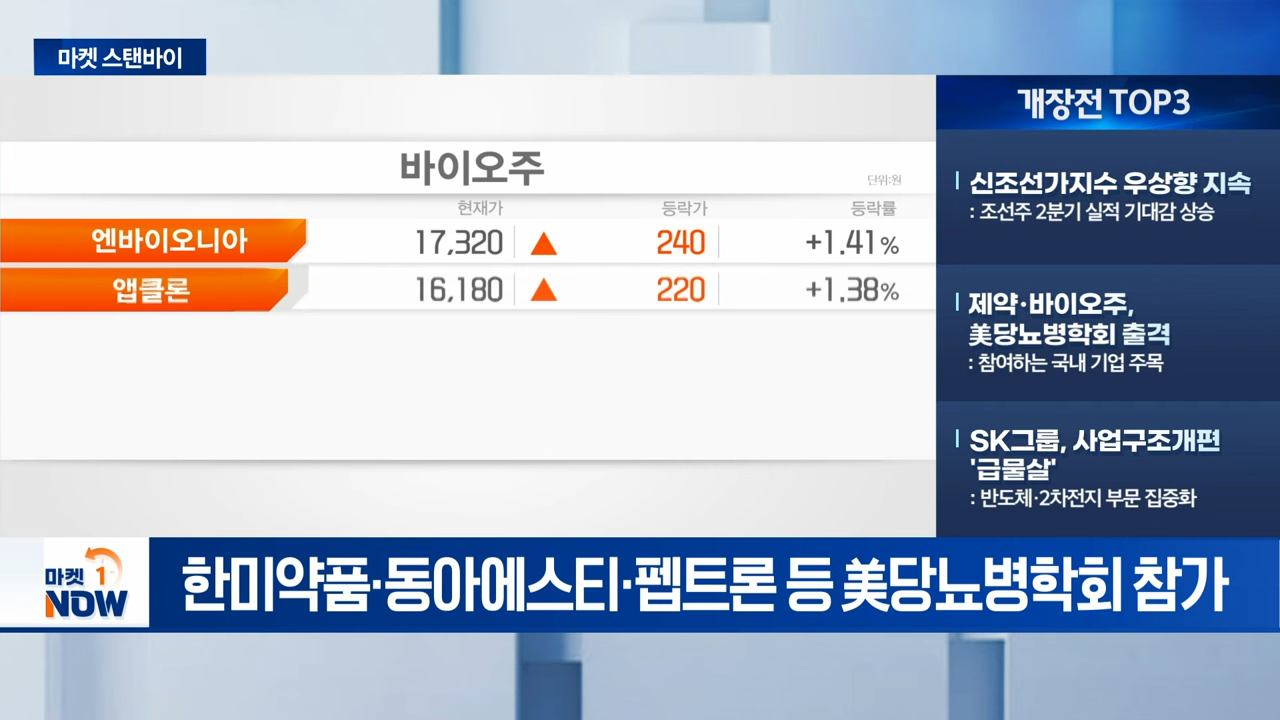 마켓 스탠바이
바이오주
단위:원
현재가 등락가 등락률
엔바이오니아 17,320 ▲ 240 +1.41%
앱클론 16,180 ▲ 220 +1.38%
개장전 TOP3
신조선가지수 우상향 지속
: 조선주 2분기 실적 기대감 상승
제약·바이오주,
美당뇨병학회 출격
: 참여하는 국내 기업 주목
SK그룹, 사업구조개편
'급물살'
: 반도체·2차전지 부문 집중화
마켓 1
NOW
한미약품·동아에스티·펩트론 등 美당뇨병학회 참가